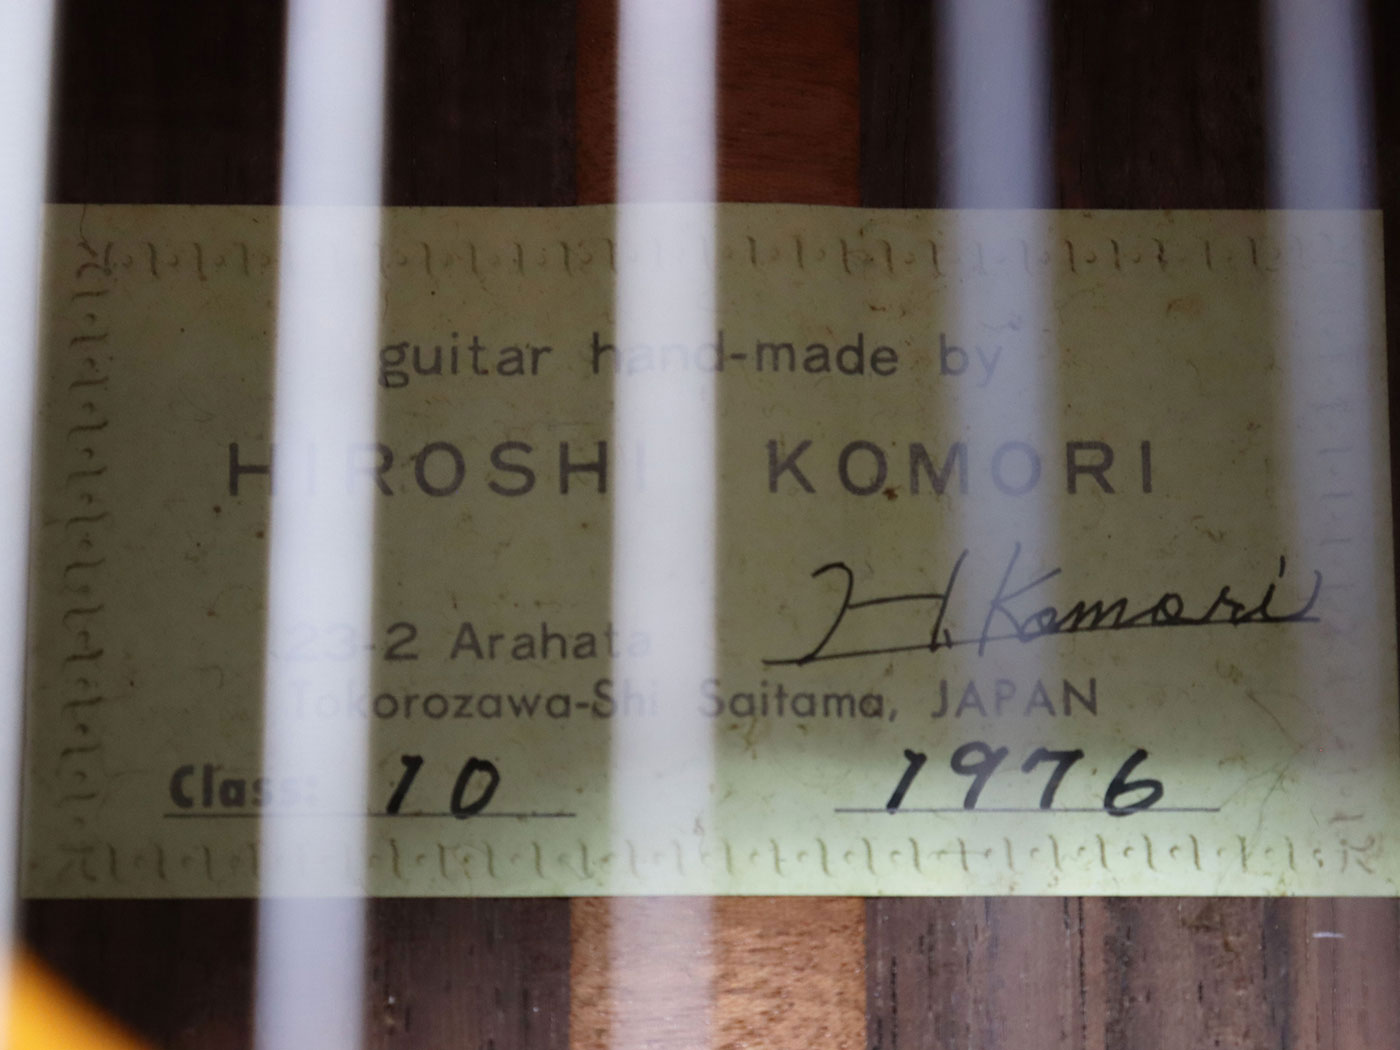 guitar hand-made by
HIROSHI KOMORI
H. Komori
23-2 Arahata
Tokorozawa-Shi Saitama, JAPAN
Class: 10 1976